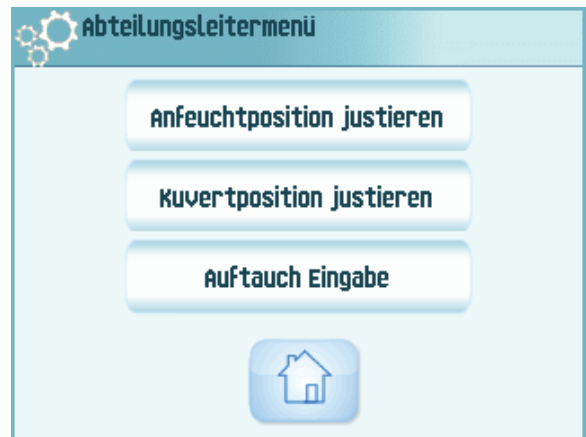 Abteilungsleitermenü
Anfeuchtposition justieren
Kuvertposition justieren
Auftauch Eingabe